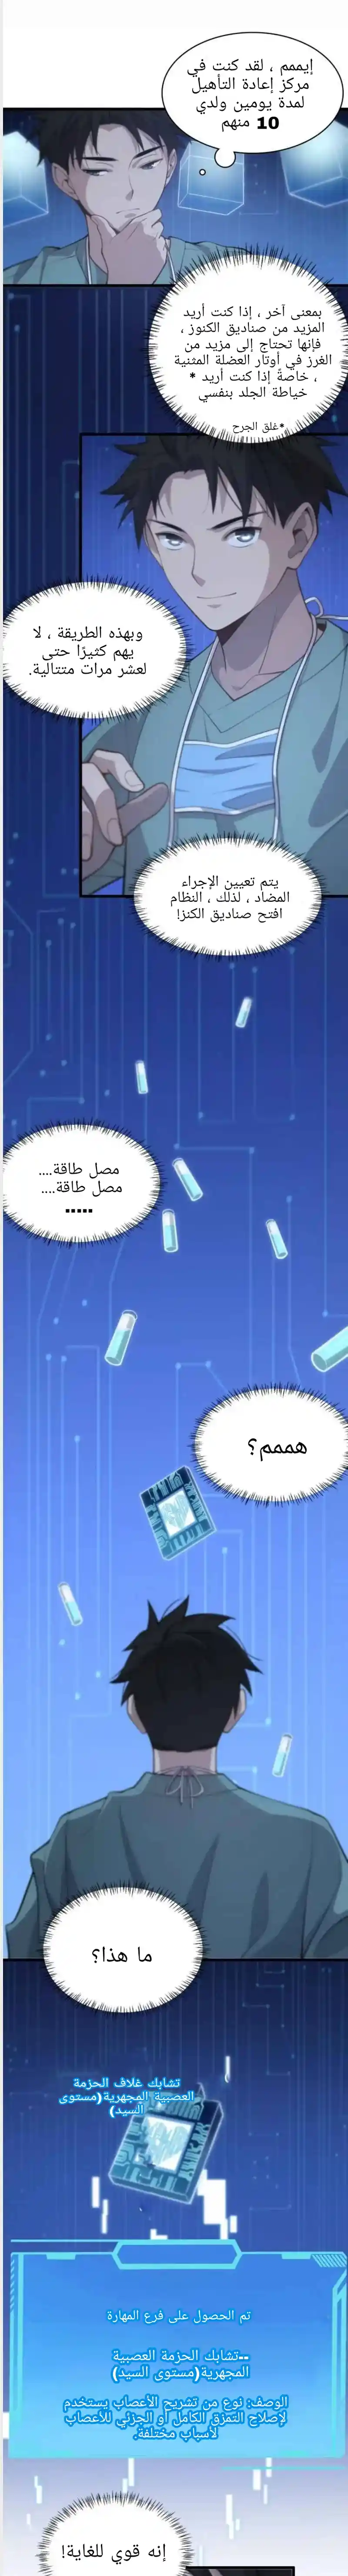 إيممم ، لقد كنت في
مركز إعادة التأهيل
لمدة يومين ولدي
10 منهم
بمعنى آخر ، إذا كنت أريد
المزيد من صناديق الكنوز ،
فإنها تحتاج إلى مزيد من
الغرز في أوتار العضلة المثنية
، خاصةً إذا كنت أريد *
خياطة الجلد بنفسي
*غلق الجرح
وبهذه الطريقة ، لا
يهم كثيرًا حتى
لعشر مرات متتالية.
يتم تعيين الإجراء
المضاد ، لذلك ، النظام
افتح صناديق الكنز!
مصل طاقة....
مصل طاقة....
.....
هممم؟
ما هذا؟
تشابك غلاف الحزمة
العصبية المجهرية(مستوى
السيد)
تم الحصول على فرع المهارة
--تشابك الحزمة العصبية
المجهرية(مستوى السيد)
الوصف: نوع من تشريح الأعصاب يستخدم
لإصلاح التمزق الكامل أو الجزئي للأعصاب
لأسباب مختلفة.
إنه قوي للغاية!